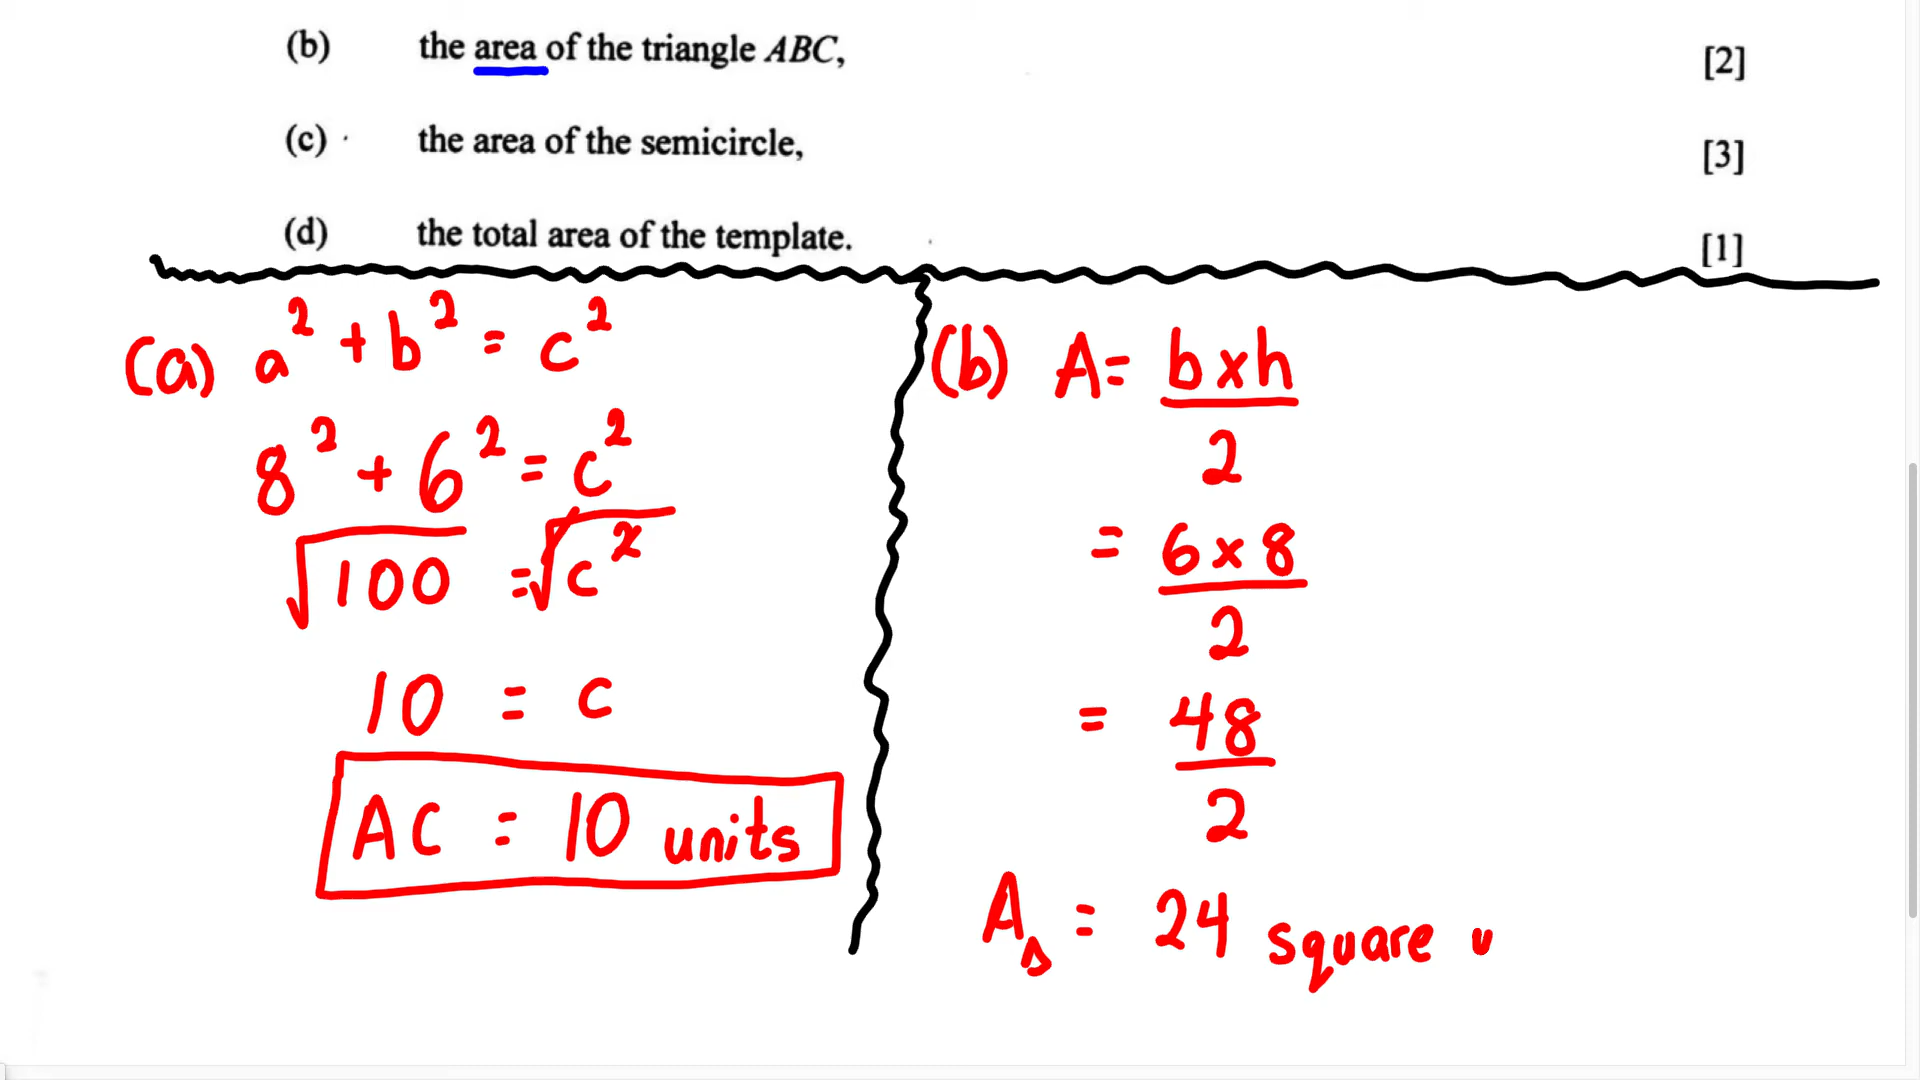 (b) the area of the triangle ABC, [2]
(c) the area of the semicircle, [3]
(d) the total area of the template. [1]
(a) a² + b² = c²
8² + 6² = c²
√100 = √c²
10 = c
AC = 10 units
(b) A = b×h
2
= 6×8
2
= 48
2
A△ = 24 square u